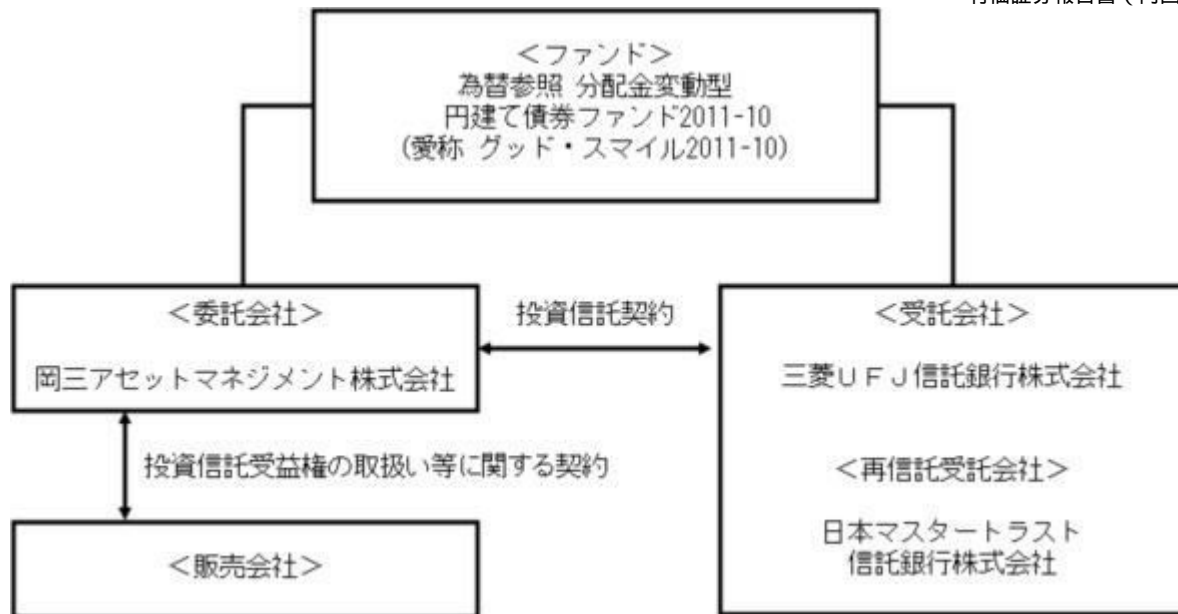 ＜ファンド＞
為替参照 分配金変動型
円建て債券ファンド2011-10
(愛称 グッド・スマイル2011-10)
＜委託会社＞
岡三アセットマネジメント株式会社
投資信託契約
＜受託会社＞
三菱ＵＦＪ信託銀行株式会社
＜再信託受託会社＞
日本マスタートラスト
信託銀行株式会社
投資信託受益権の取扱い等に関する契約
＜販売会社＞